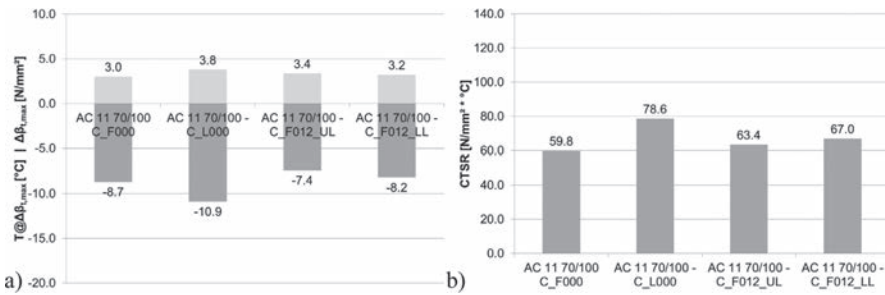 T@Δβt,max [°C] | Δβt,max [N/mm²]
10.0
5.0
0.0
-5.0
-10.0
-15.0
-20.0
3.0
3.8
3.4
3.2
AC 11 70/100
C_F000
AC 11 70/100 -
C_L000
AC 11 70/100 -
C_F012_UL
AC 11 70/100 -
C_F012_LL
-8.7
-10.9
-7.4
-8.2
a)
CTSR [N/mm² * °C]
140.0
120.0
100.0
80.0
60.0
40.0
20.0
0.0
59.8
78.6
63.4
67.0
AC 11 70/100
C_F000
AC 11 70/100 -
C_L000
AC 11 70/100 -
C_F012_UL
AC 11 70/100 -
C_F012_LL
b)